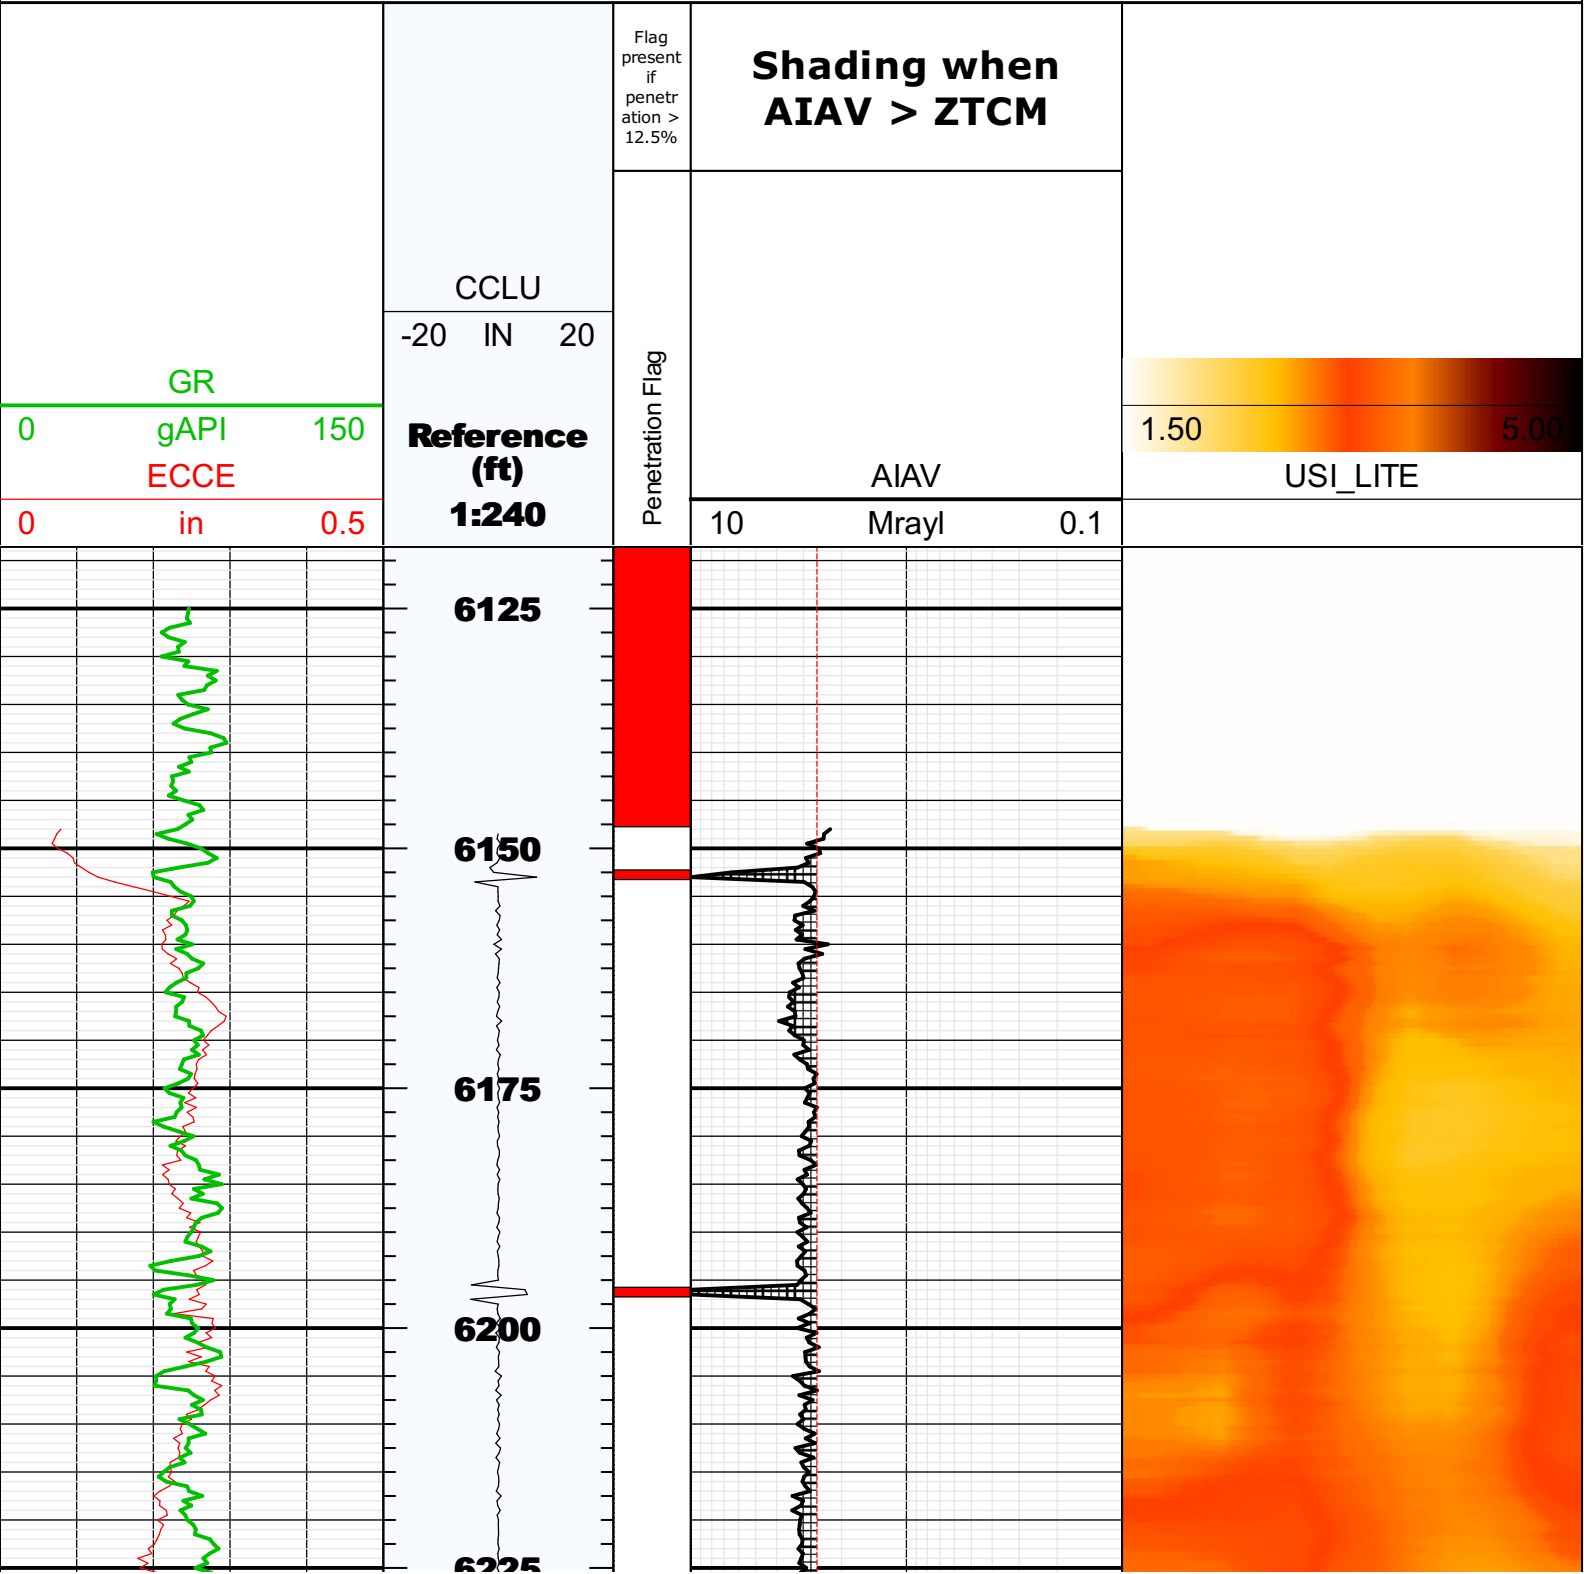 Flag
present
if
penetr
ation >
12.5%
Shading when
AIAV > ZTCM
CCLU
-20 IN 20
GR
0 gAPI 150
ECCE
0 in 0.5
Reference
(ft)
1:240
Penetration Flag
AIAV
10 Mrayl 0.1
1.50 5.00
USI_LITE
6125
6150
6175
6200
6225